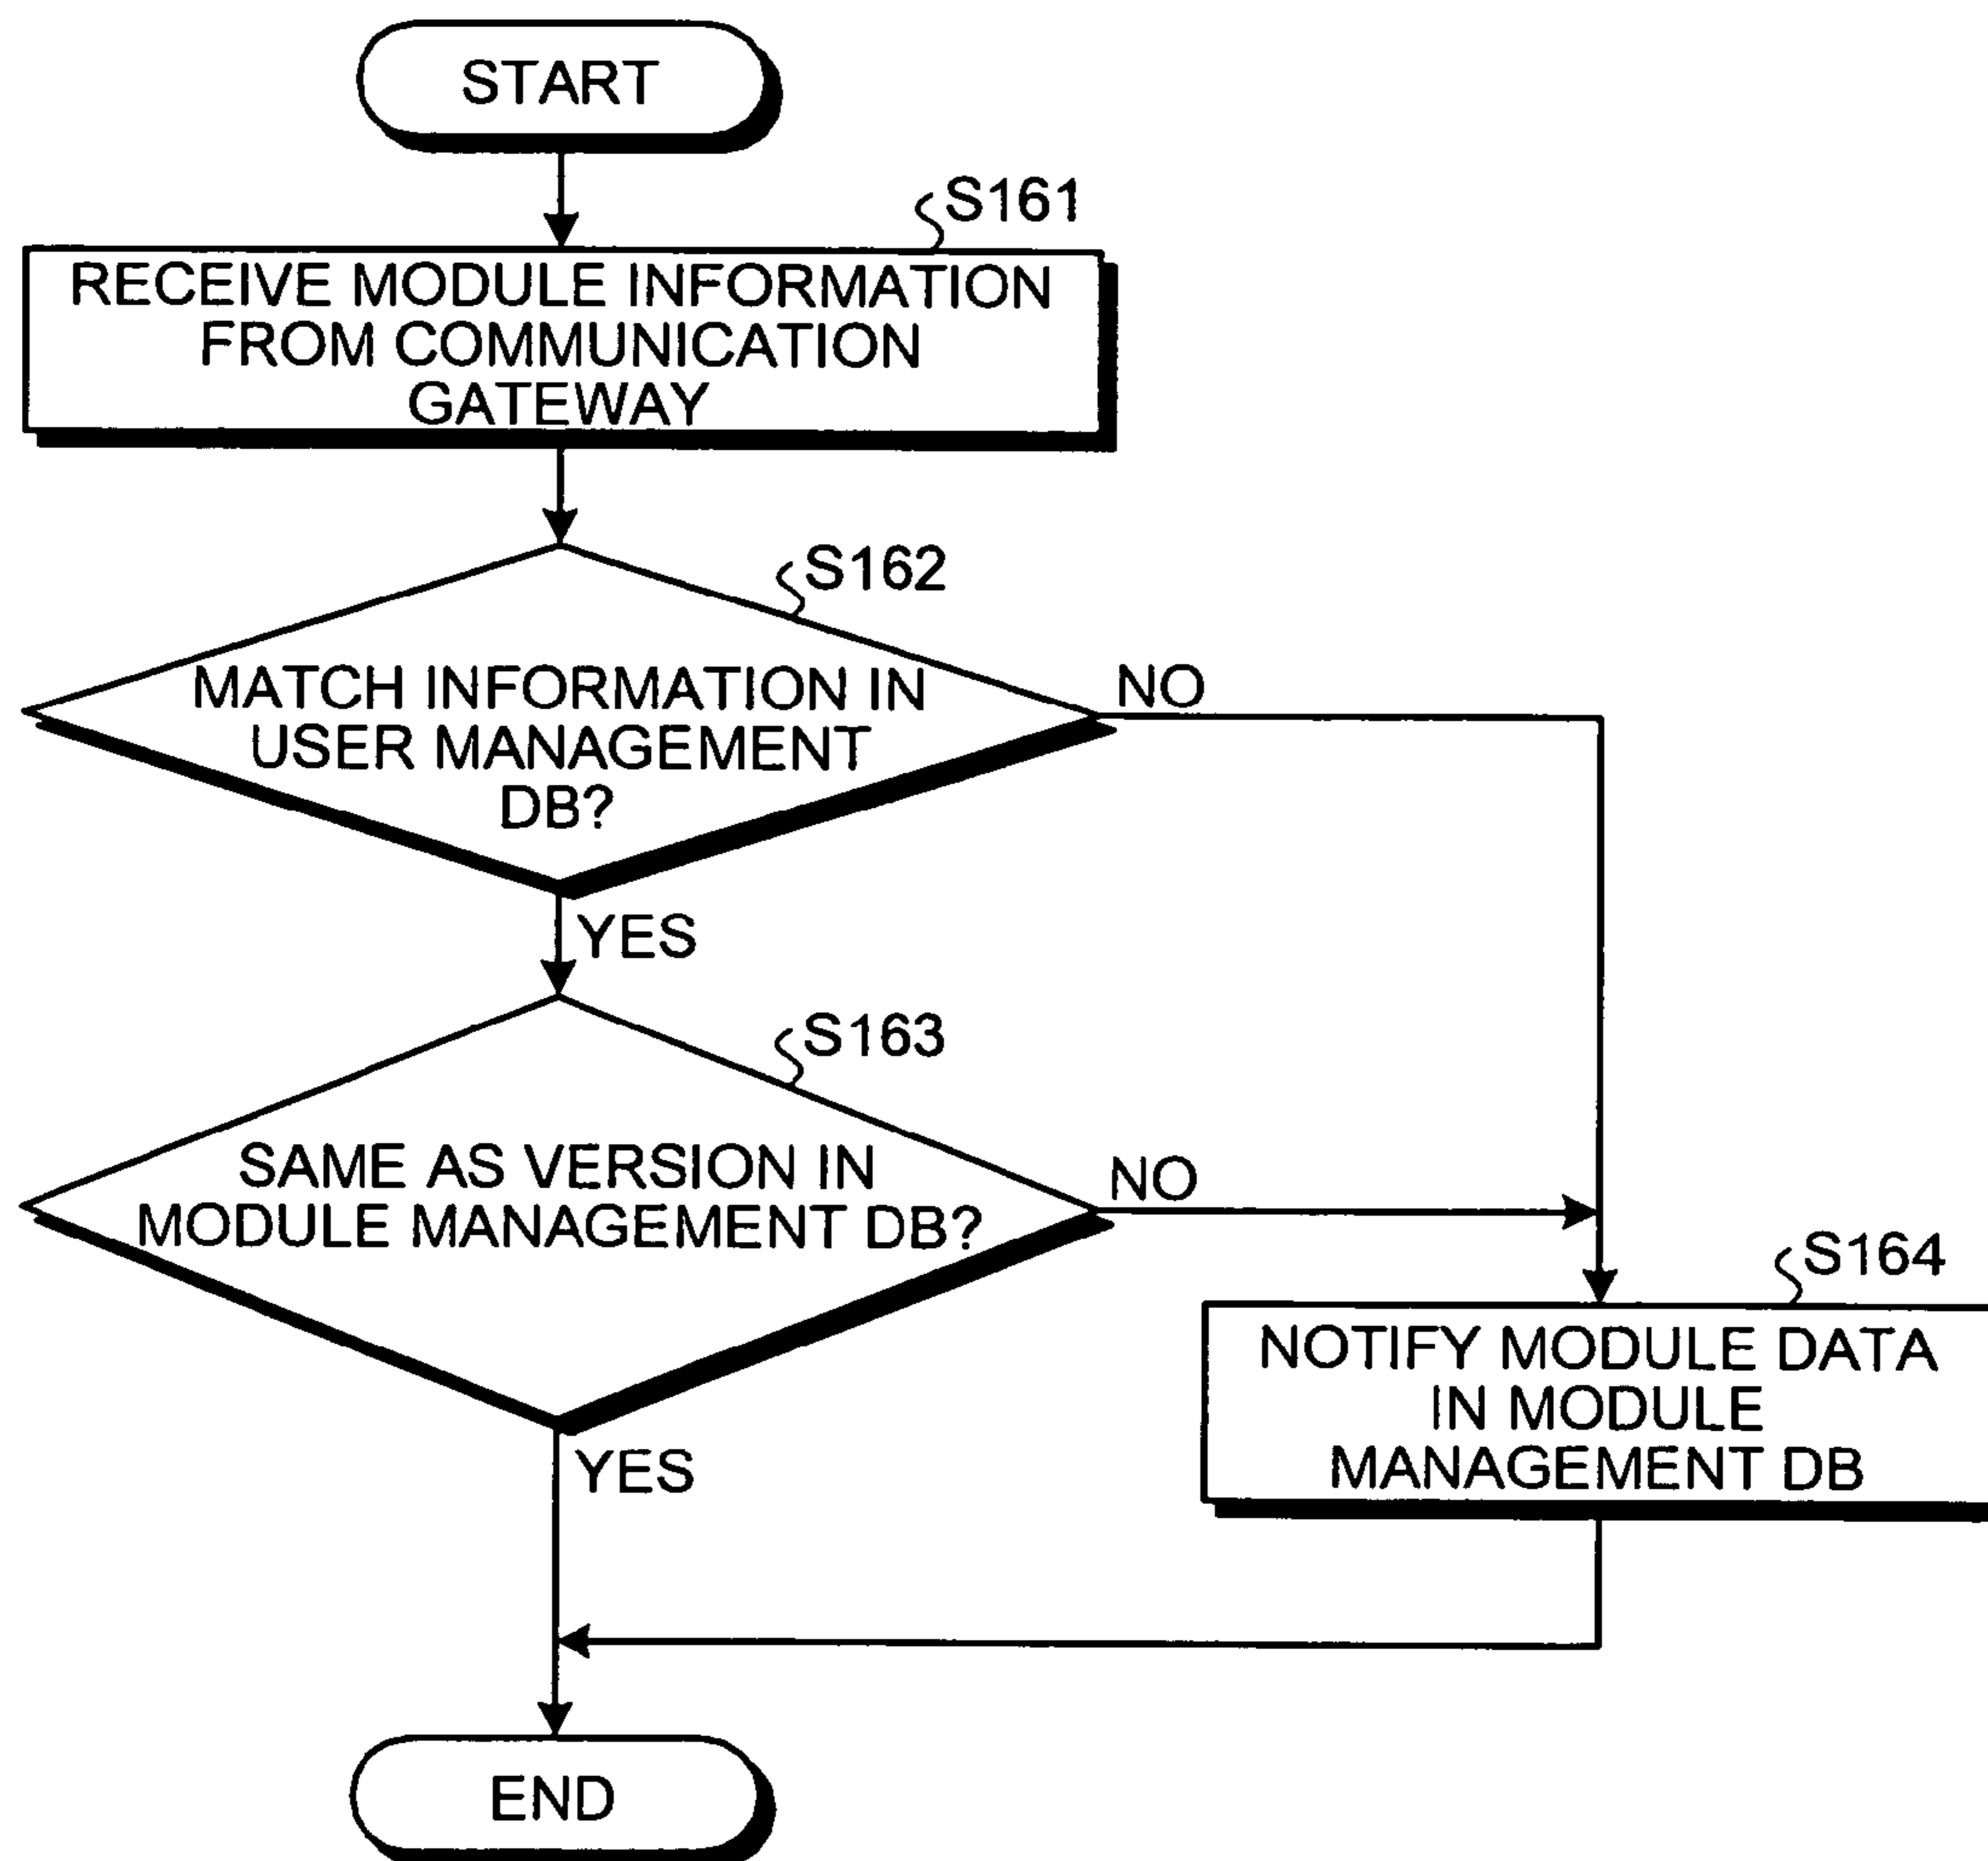 START
S161
RECEIVE MODULE INFORMATION
FROM COMMUNICATION
GATEWAY
S162
MATCH INFORMATION IN
USER MANAGEMENT
DB?
NO
YES
S163
SAME AS VERSION IN
MODULE MANAGEMENT DB?
NO
YES
S164
NOTIFY MODULE DATA
IN MODULE
MANAGEMENT DB
END